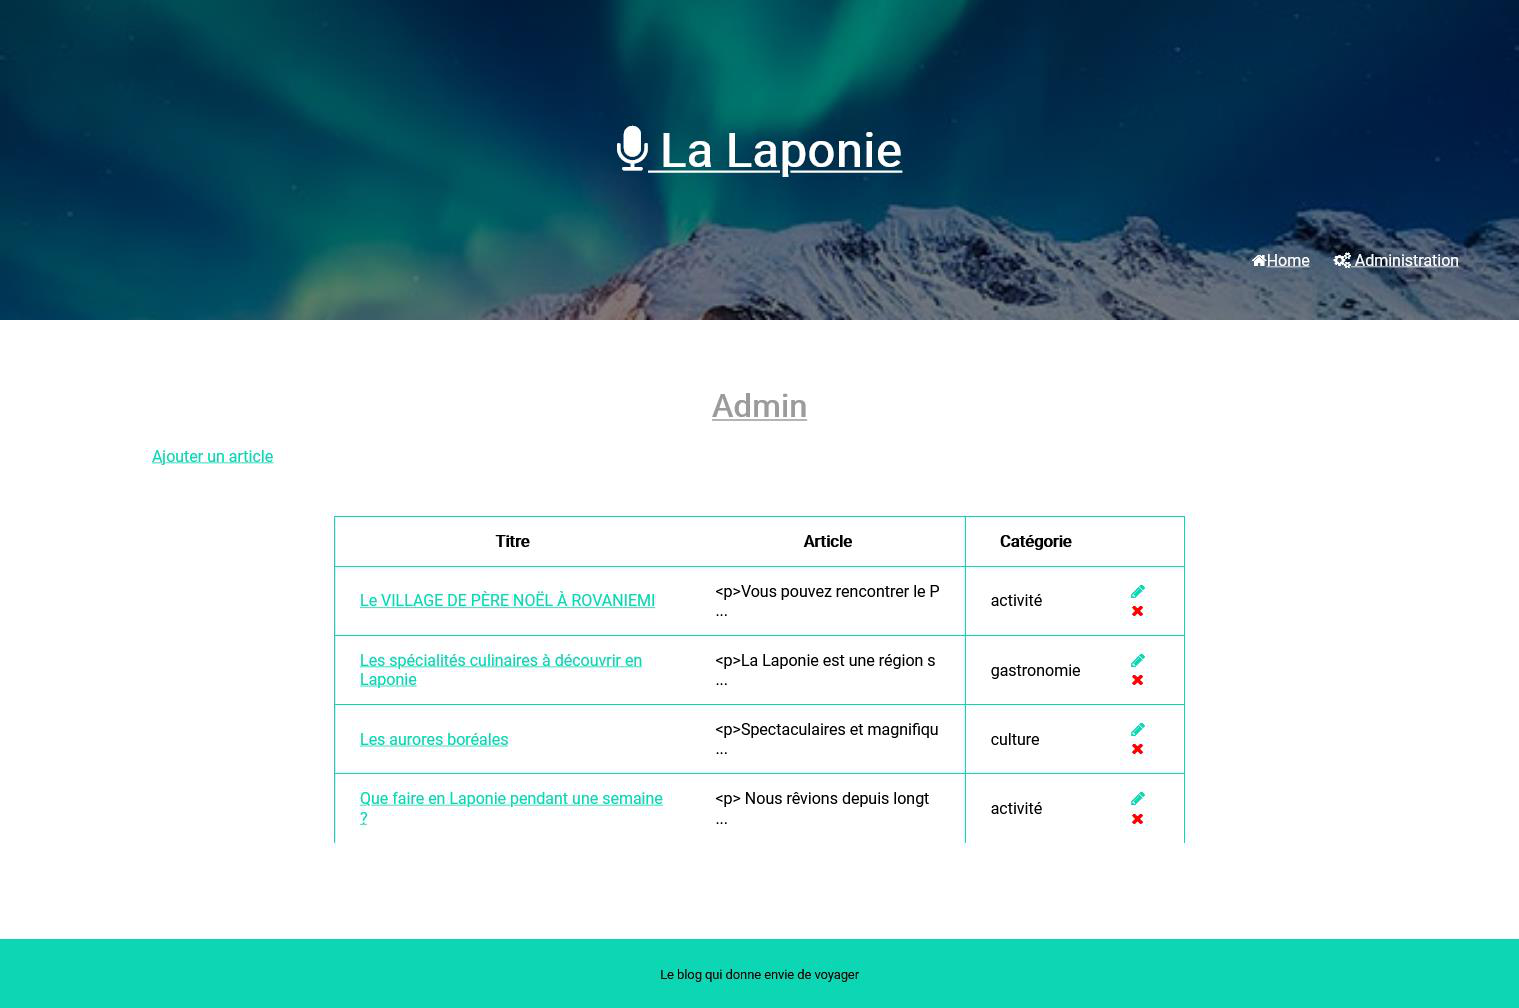 La Laponie
Home Administration
Admin
Ajouter un article
Titre Article Catégorie
Le VILLAGE DE PÈRE NOËL À ROVANIEMI
<p>Vous pouvez rencontrer le P
...
activité
Les spécialités culinaires à découvrir en
Laponie
<p>La Laponie est une région s
...
gastronomie
Les aurores boréales
<p>Spectaculaires et magnifiqu
...
culture
Que faire en Laponie pendant une semaine
?
<p> Nous rêvions depuis longt
...
activité
Le blog qui donne envie de voyager